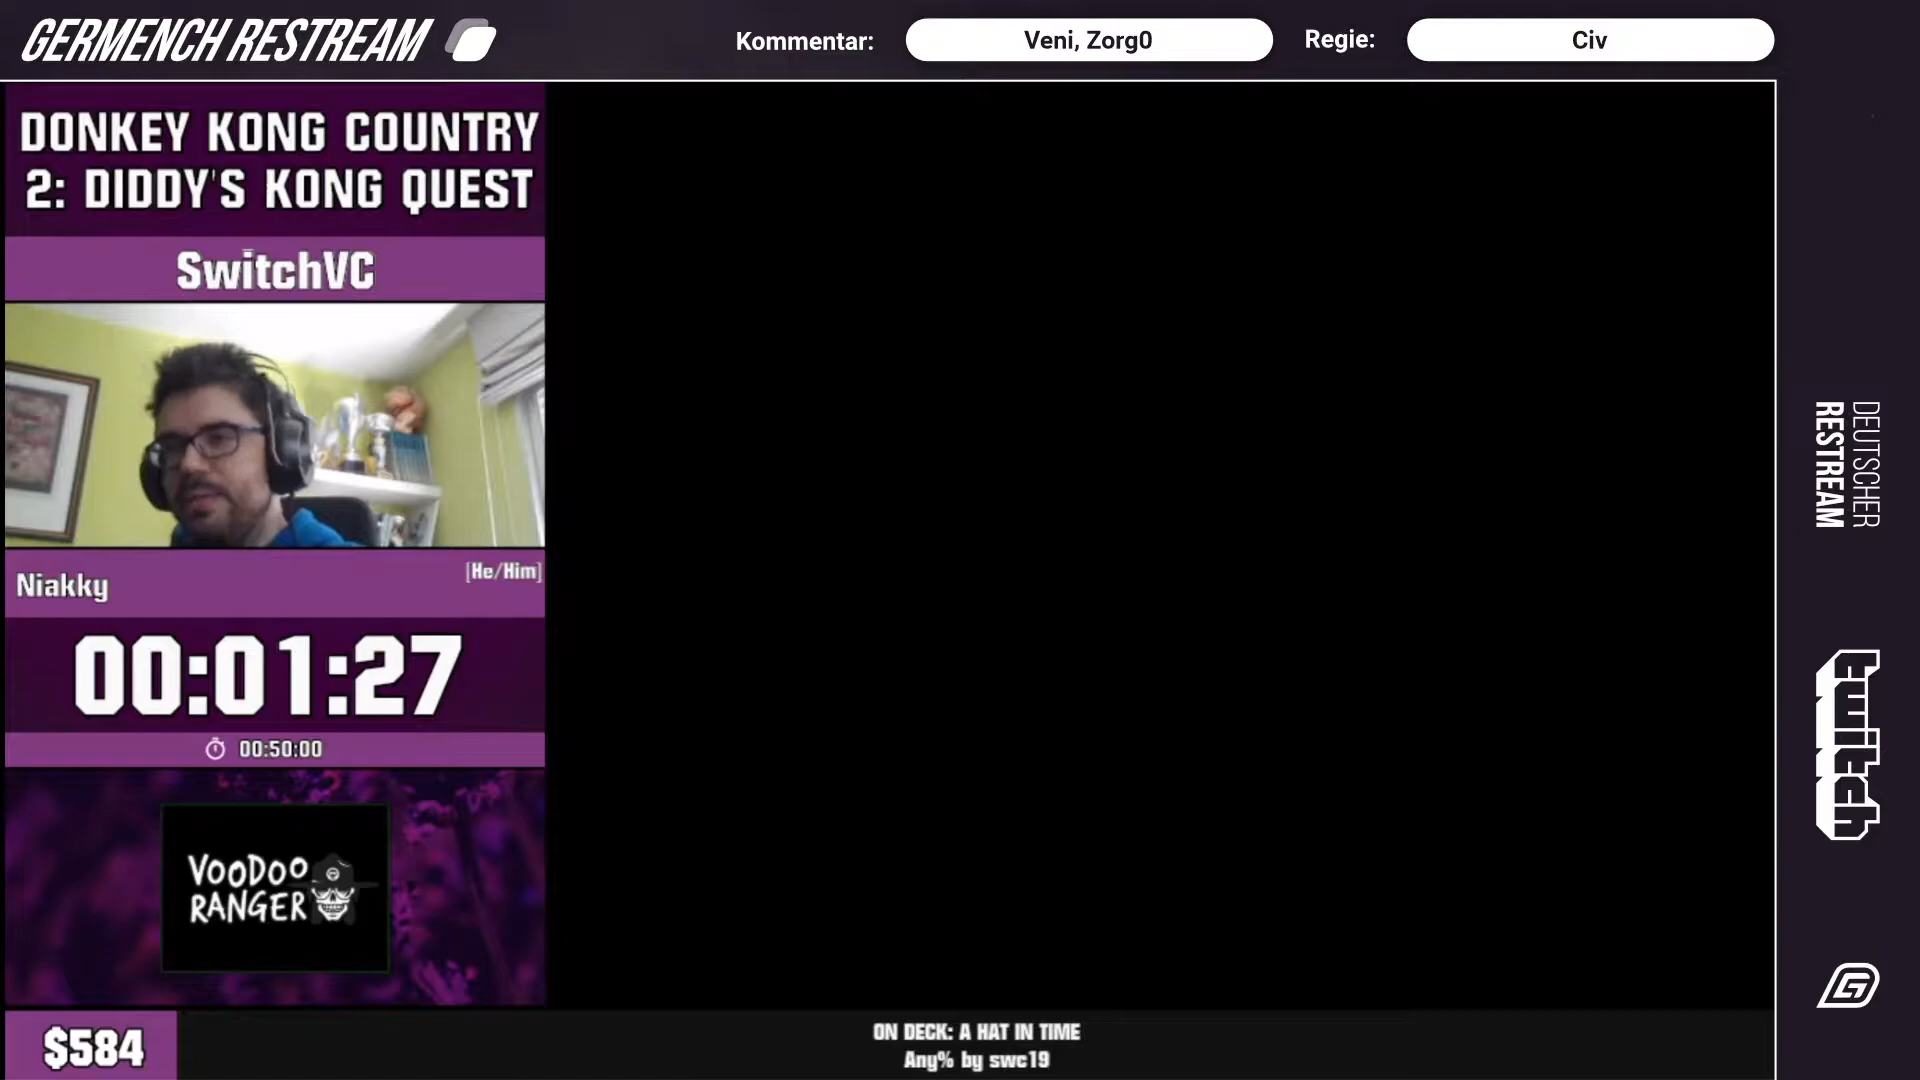 GERMENCH RESTREAM
Kommentar:
Veni, Zorg0
Regie:
Civ
DONKEY KONG COUNTRY
2: DIDDY'S KONG QUEST
SwitchVC
Niakky
[He/Him]
00:01:27
00:50:00
VOODOO
RANGER
$584
ON DECK: A HAT IN TIME
Any% by swc19
DEUTSCHER
RESTREAM
twitch